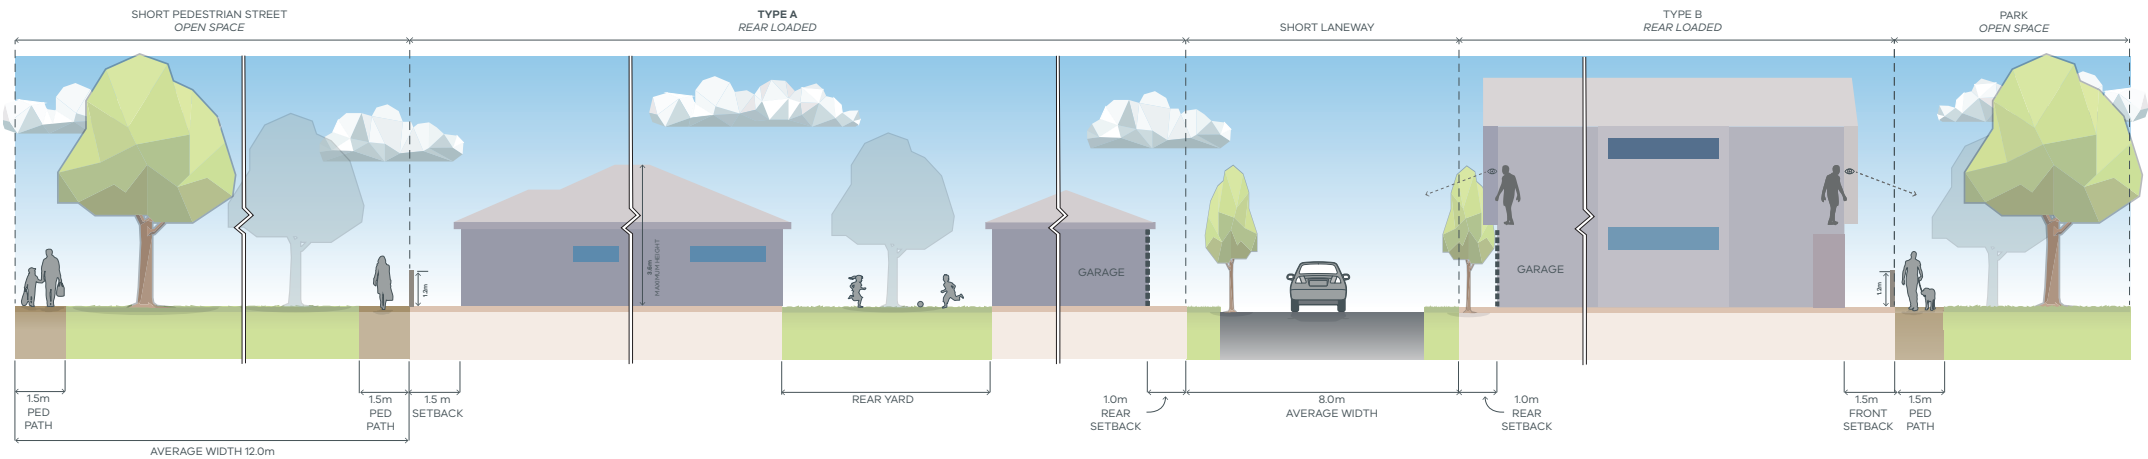 SHORT PEDESTRIAN STREET
OPEN SPACE
TYPE A
REAR LOADED
SHORT LANEWAY
TYPE B
REAR LOADED
PARK
OPEN SPACE
1.2m
MAXIMUM HEIGHT
GARAGE
GARAGE
1.2m
1.5m
PED
PATH
1.5m
PED
PATH
1.5 m
SETBACK
REAR YARD
1.0m
REAR
SETBACK
8.0m
AVERAGE WIDTH
1.0m
REAR
SETBACK
1.5m
FRONT
SETBACK
1.5m
PED
PATH
AVERAGE WIDTH 12.0m